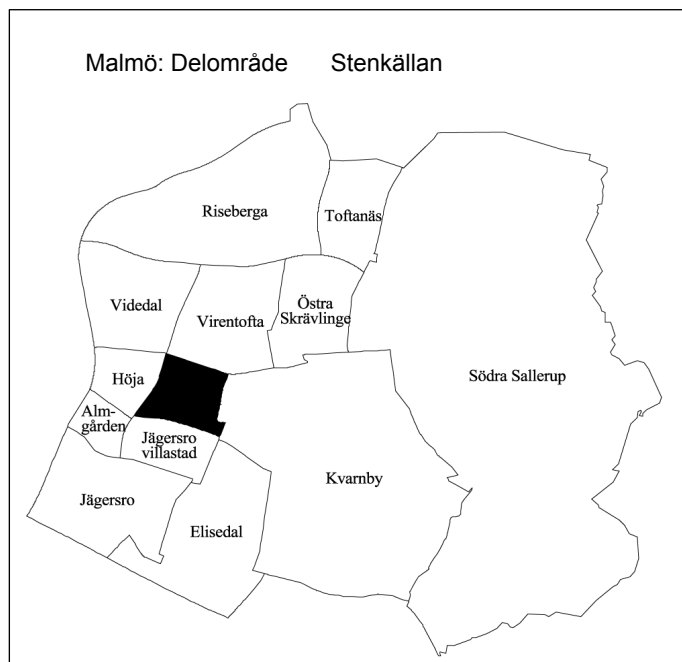 Malmö: Delområde Stenkällan
Riseberga
Toftanäs
Videdal
Virentofta
Östra
Skrävlinge
Södra Sallerup
Höja
Alm-
gården
Jägersro
villastad
Kvarnby
Jägersro
Elisedal